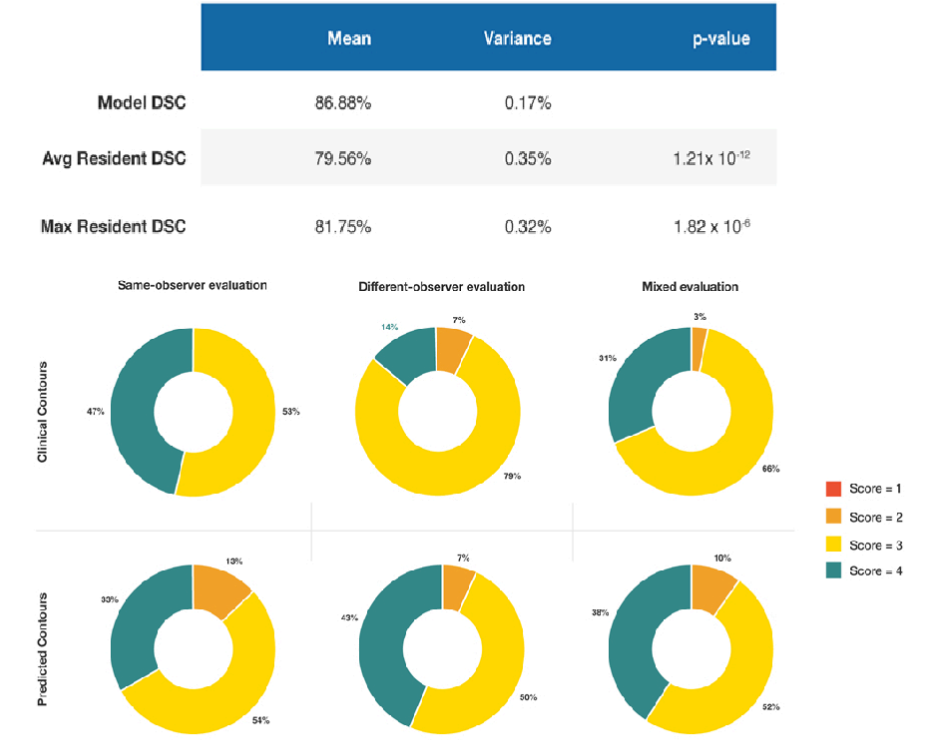 Mean Variance p-value
Model DSC 86.88% 0.17%
Avg Resident DSC 79.56% 0.35% 1.21x 10⁻¹²
Max Resident DSC 81.75% 0.32% 1.82 x 10⁻⁶
Same-observer evaluation Different-observer evaluation Mixed evaluation
Clinical Contours
47% 53%
14% 7% 79%
3% 31% 66%
Score = 1
Score = 2
Score = 3
Score = 4
Predicted Contours
13% 33% 54%
7% 43% 50%
10% 38% 52%